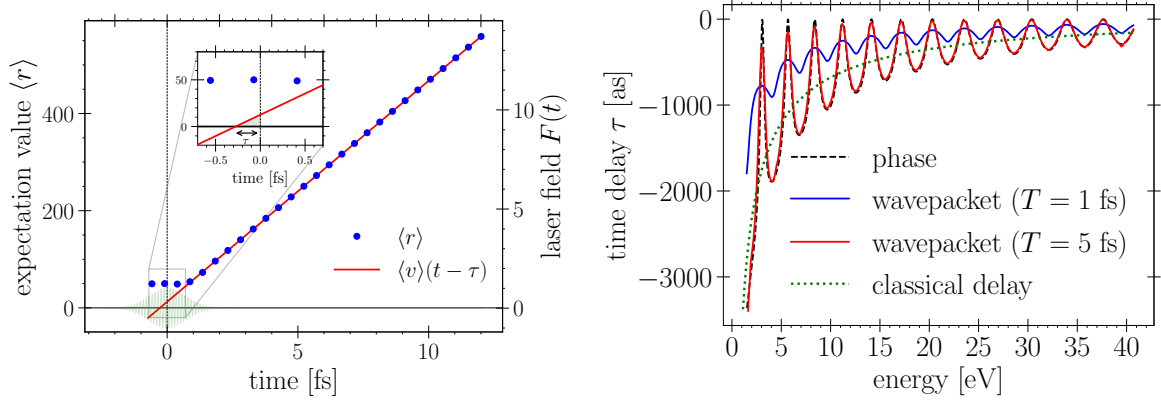 expectation value ⟨r⟩
0
200
400
0
5
10
time [fs]
0
5
10
laser field F(t)
⟨r⟩
⟨v⟩(t − τ)
0
50
−0.5
0.0
0.5
τ
time [fs]
time delay τ [as]
0
−1000
−2000
−3000
0
5
10
15
20
25
30
35
40
energy [eV]
phase
wavepacket (T = 1 fs)
wavepacket (T = 5 fs)
classical delay